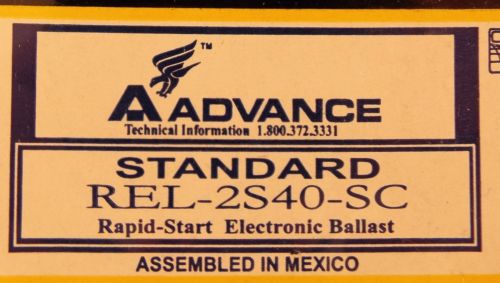 ™
ADVANCE
Technical Information 1.800.372.3331
STANDARD
REL-2S40-SC
Rapid-Start Electronic Ballast
ASSEMBLED IN MEXICO